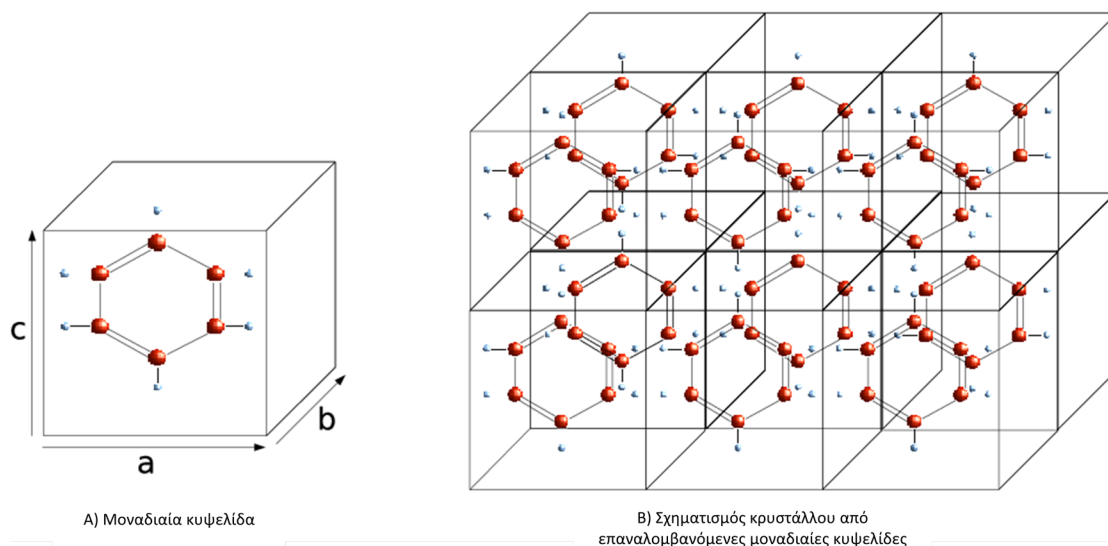 c
b
a
Α) Μοναδιαία κυψελίδα
Β) Σχηματισμός κρυστάλλου από
επαναλομβανόμενες μοναδιαίες κυψελίδες